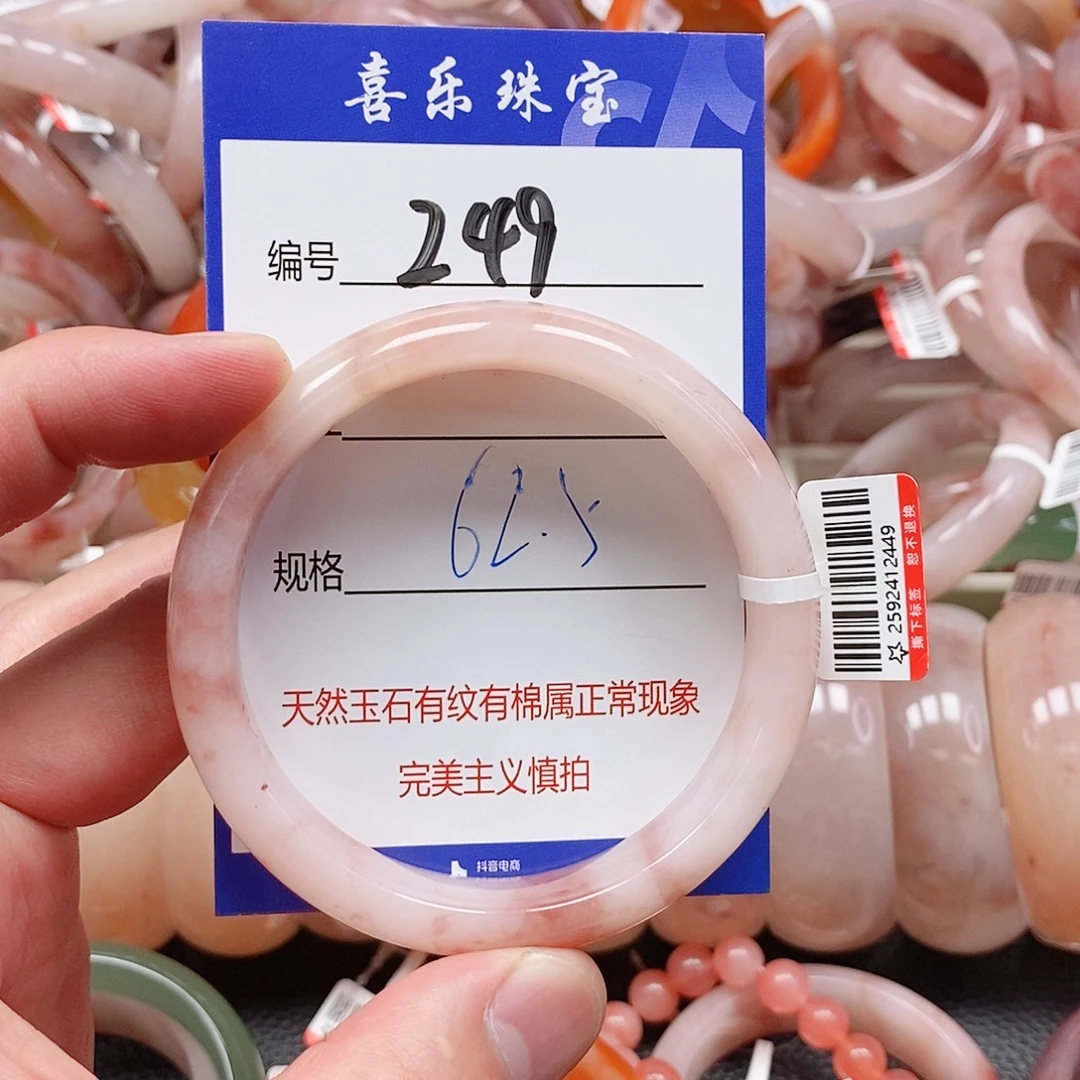 喜乐珠宝
编号 249
规格 62.5
天然玉石有纹有棉属正常现象
完美主义慎拍
抖音电商
2592412449
撕下标签 恕不退换